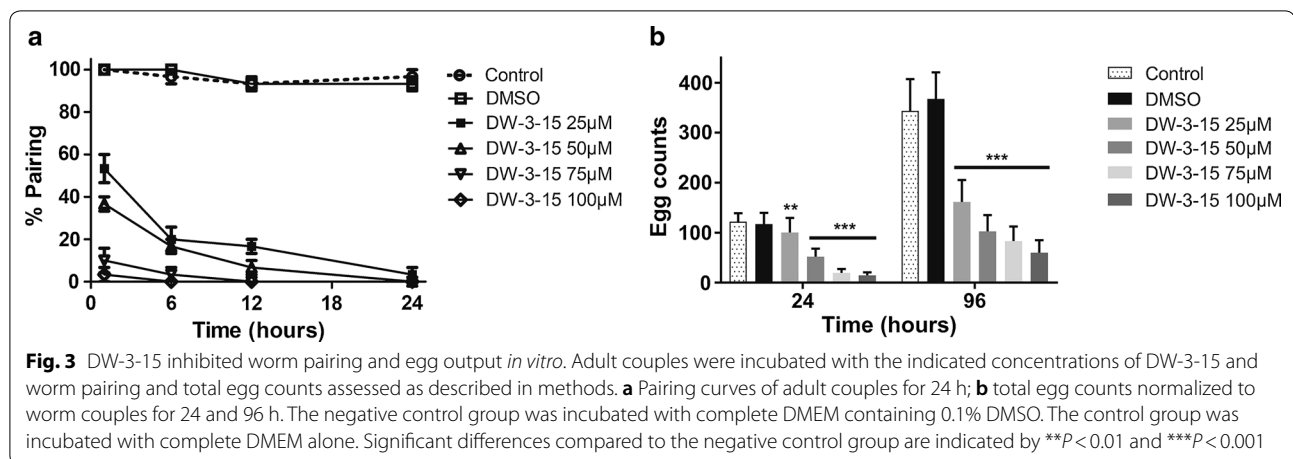 a
100
80
60
40
20
0
% Pairing
0 6 12 18 24
Time (hours)
Control
DMSO
DW-3-15 25μM
DW-3-15 50μM
DW-3-15 75μM
DW-3-15 100μM
b
400
300
200
100
0
Egg counts
** *** ***
24 96
Time (hours)
Control
DMSO
DW-3-15 25μM
DW-3-15 50μM
DW-3-15 75μM
DW-3-15 100μM
Fig. 3 DW-3-15 inhibited worm pairing and egg output in vitro. Adult couples were incubated with the indicated concentrations of DW-3-15 and
worm pairing and total egg counts assessed as described in methods. a Pairing curves of adult couples for 24 h; b total egg counts normalized to
worm couples for 24 and 96 h. The negative control group was incubated with complete DMEM containing 0.1% DMSO. The control group was
incubated with complete DMEM alone. Significant differences compared to the negative control group are indicated by **P < 0.01 and ***P < 0.001